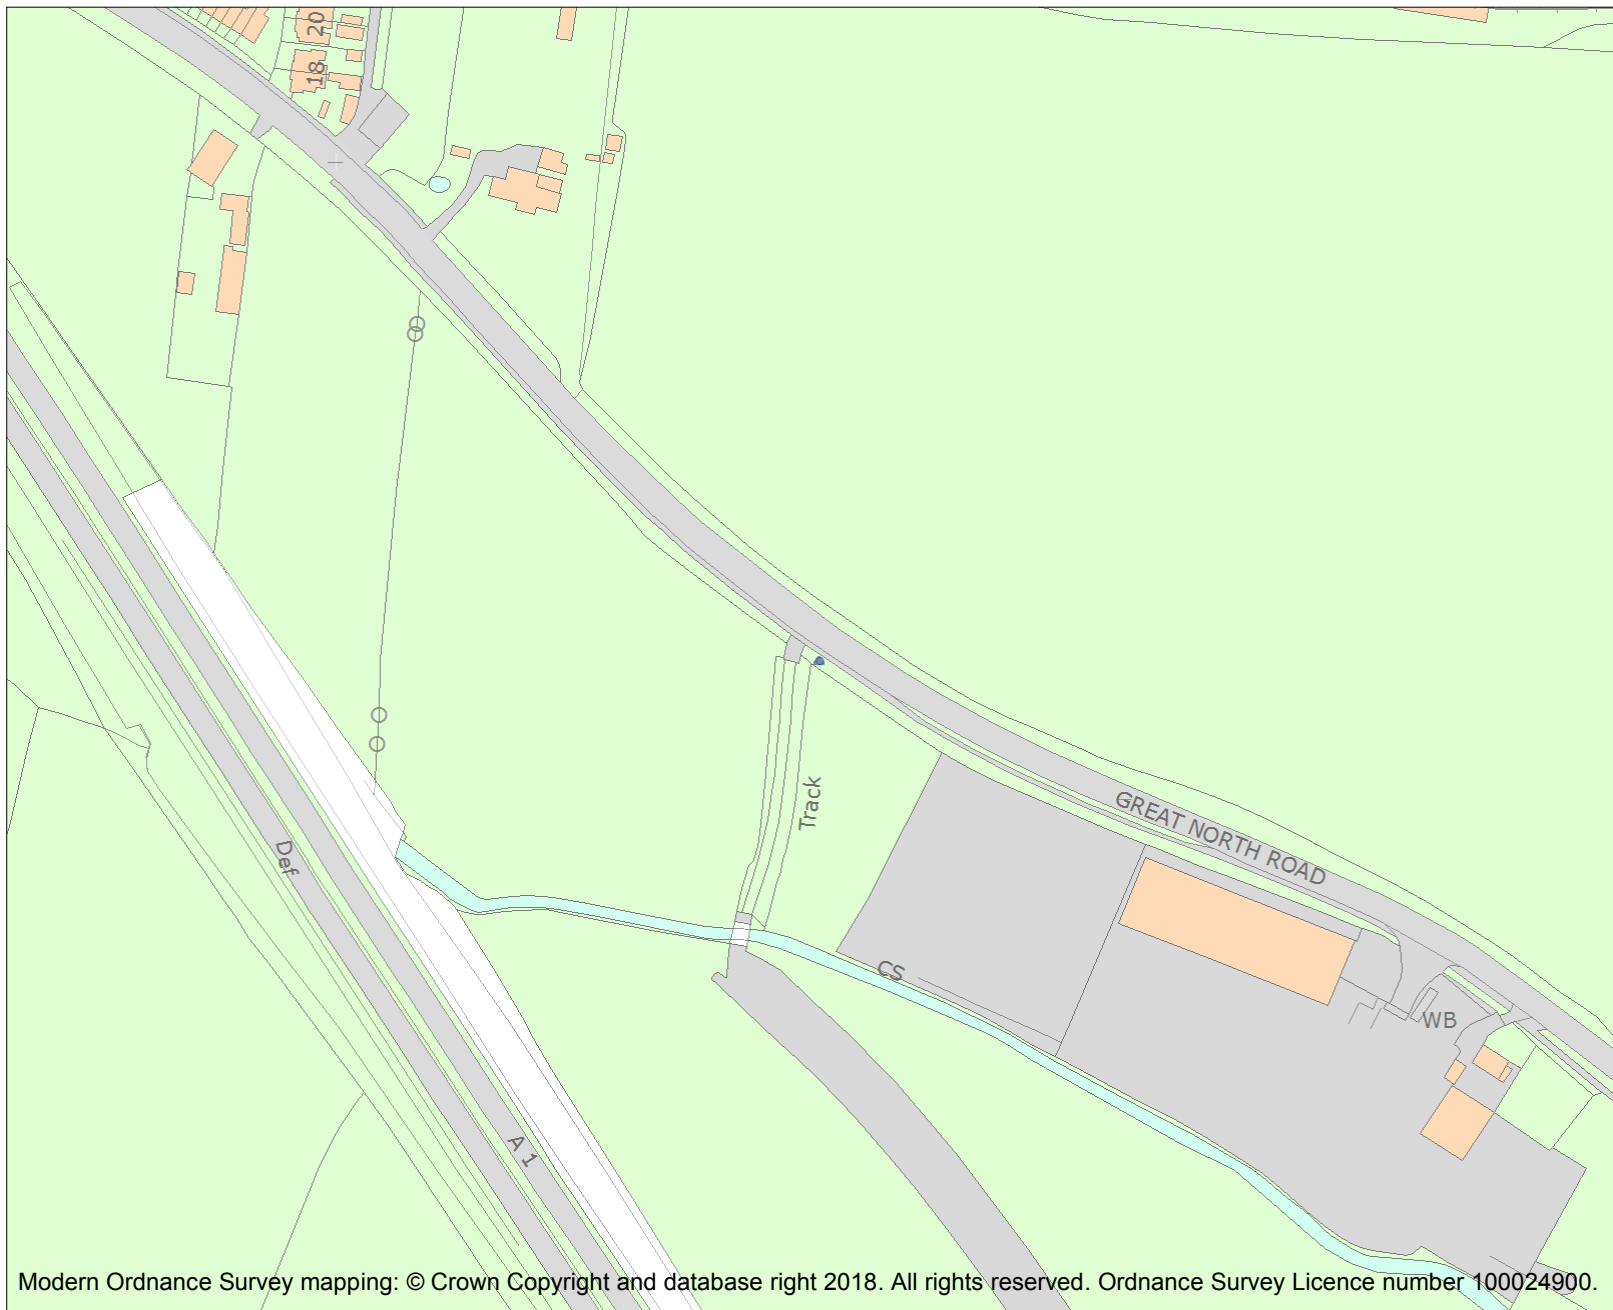 20
18
Track
GREAT NORTH ROAD
Def
CS
WB
A 1
Modern Ordnance Survey mapping: © Crown Copyright and database right 2018. All rights reserved. Ordnance Survey Licence number 100024900.